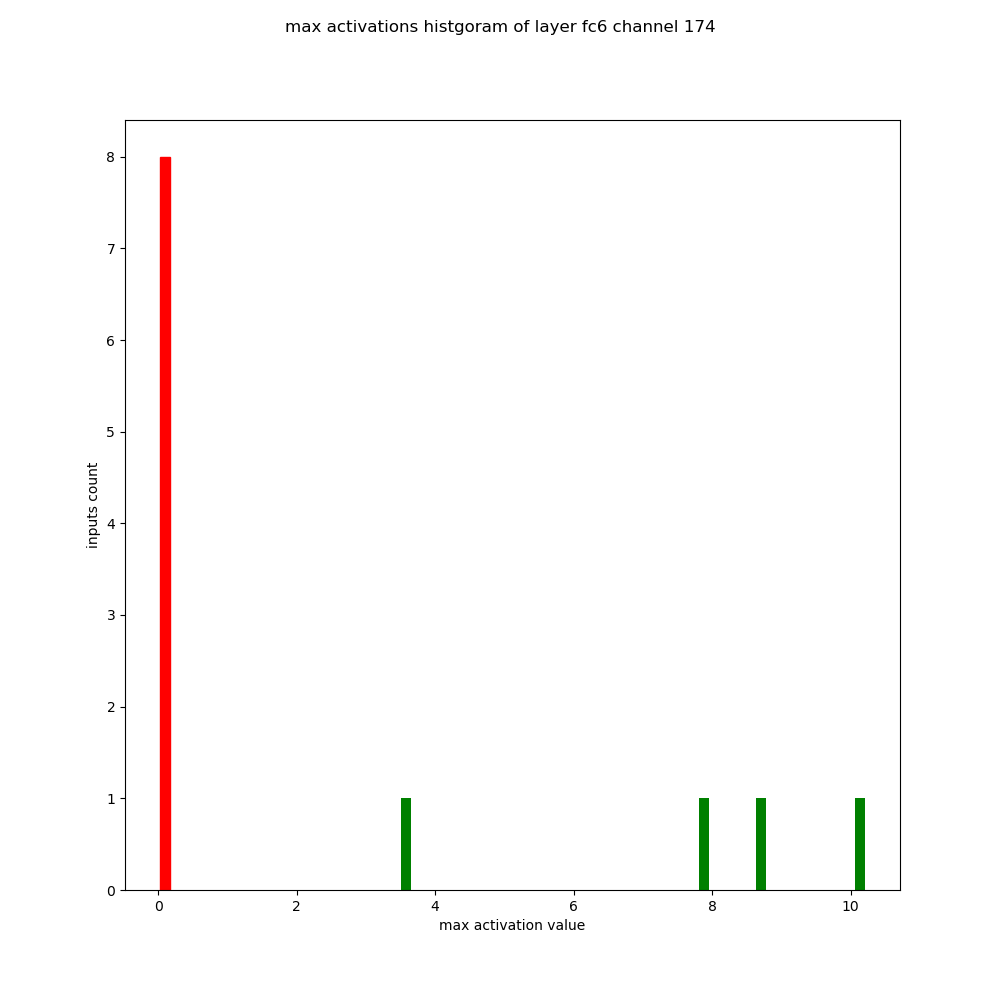 max activations histgoram of layer fc6 channel 174
8
7
6
5
4
3
2
1
0
inputs count
0 2 4 6 8 10
max activation value